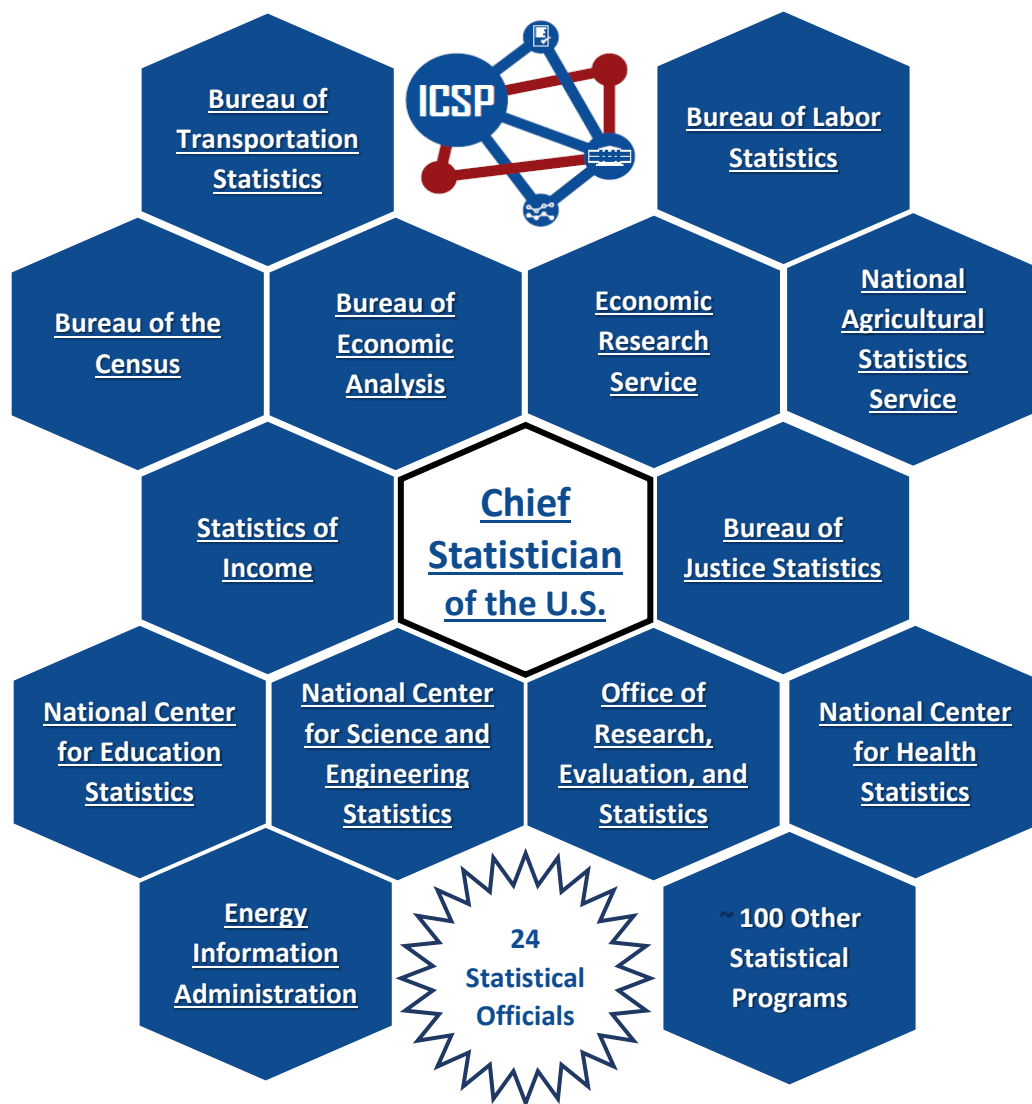 Bureau of
Transportation
Statistics
ICSP
Bureau of Labor
Statistics
Bureau of the
Census
Bureau of
Economic
Analysis
Economic
Research
Service
National
Agricultural
Statistics
Service
Statistics of
Income
Chief
Statistician
of the U.S.
Bureau of
Justice Statistics
National Center
for Education
Statistics
National Center
for Science and
Engineering
Statistics
Office of
Research,
Evaluation, and
Statistics
National Center
for Health
Statistics
Energy
Information
Administration
24
Statistical
Officials
~ 100 Other
Statistical
Programs